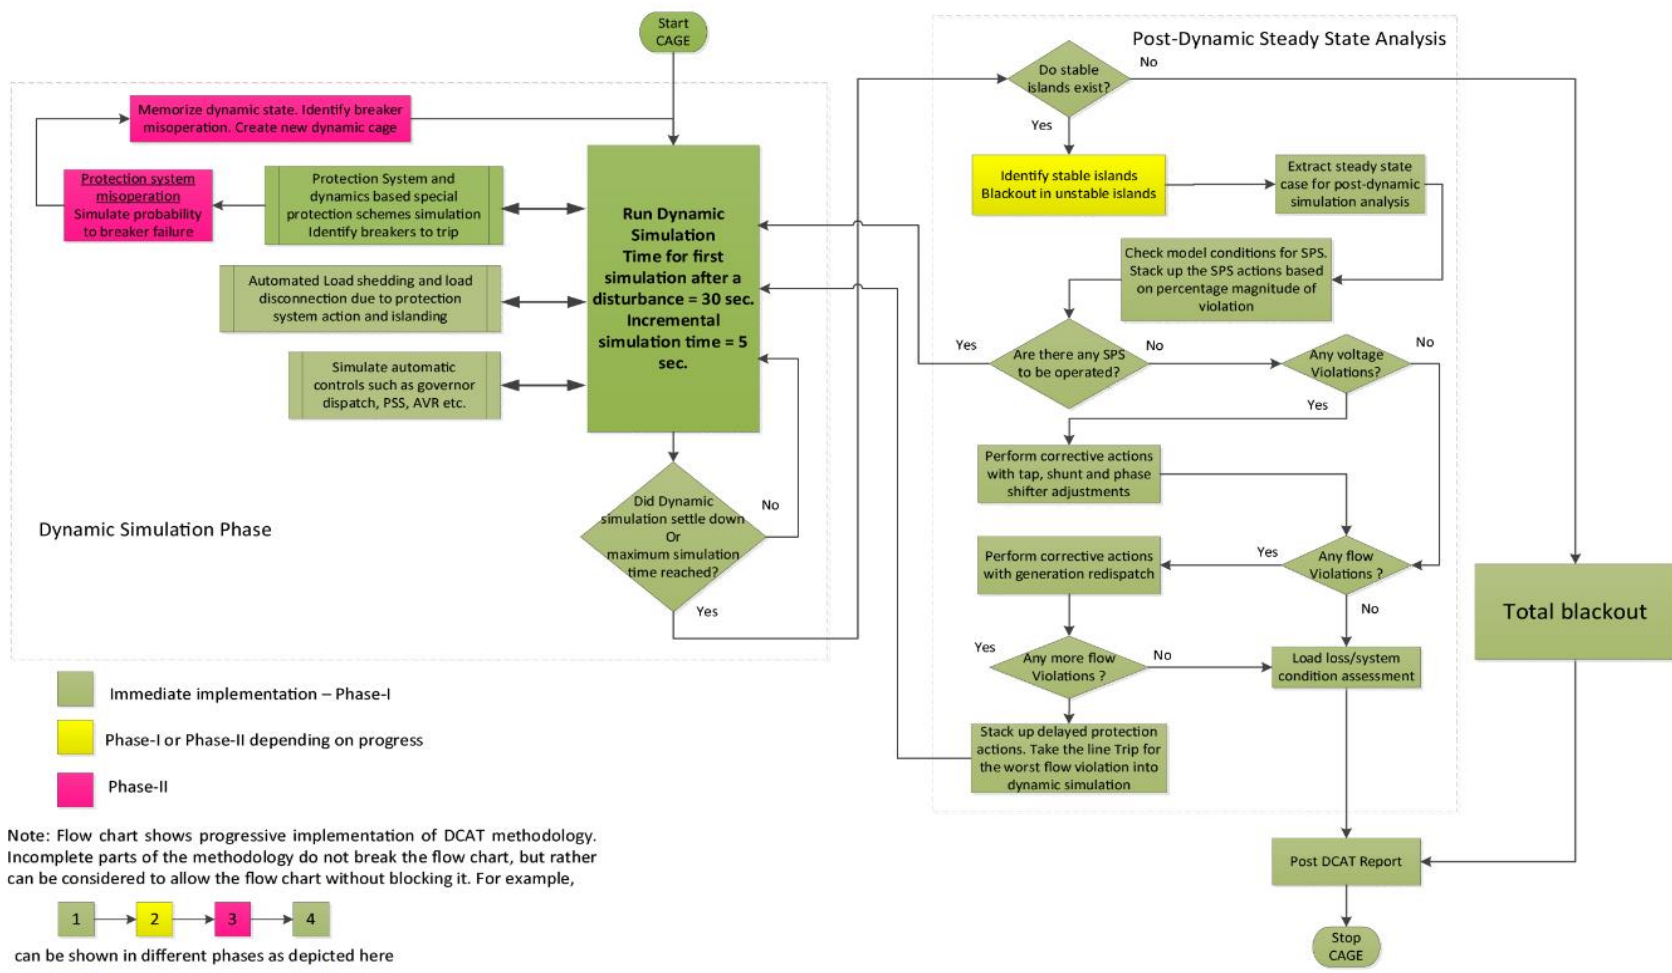 Start
CAGE
Post-Dynamic Steady State Analysis
Do stable
islands exist?
No
Yes
Memorize dynamic state. Identify breaker
misoperation. Create new dynamic cage
Protection system
misoperation
Simulate probability
to breaker failure
Protection System and
dynamics based special
protection schemes simulation
Identify breakers to trip
Automated Load shedding and load
disconnection due to protection
system action and islanding
Simulate automatic
controls such as governor
dispatch, PSS, AVR etc.
Run Dynamic
Simulation
Time for first
simulation after a
disturbance = 30 sec.
Incremental
simulation time = 5
sec.
Did Dynamic
simulation settle down
Or
maximum simulation
time reached?
No
Yes
Dynamic Simulation Phase
Identify stable islands
Blackout in unstable islands
Extract steady state
case for post-dynamic
simulation analysis
Check model conditions for SPS.
Stack up the SPS actions based
on percentage magnitude of
violation
Yes
Are there any SPS
to be operated?
No
Any voltage
Violations?
No
Yes
Perform corrective actions
with tap, shunt and phase
shifter adjustments
Perform corrective actions
with generation redispatch
Yes
Any flow
Violations ?
No
Yes
Any more flow
Violations ?
No
Load loss/system
condition assessment
Stack up delayed protection
actions. Take the line Trip for
the worst flow violation into
dynamic simulation
Total blackout
Post DCAT Report
Stop
CAGE
Immediate implementation – Phase-I
Phase-I or Phase-II depending on progress
Phase-II
Note: Flow chart shows progressive implementation of DCAT methodology.
Incomplete parts of the methodology do not break the flow chart, but rather
can be considered to allow the flow chart without blocking it. For example,
1 2 3 4
can be shown in different phases as depicted here